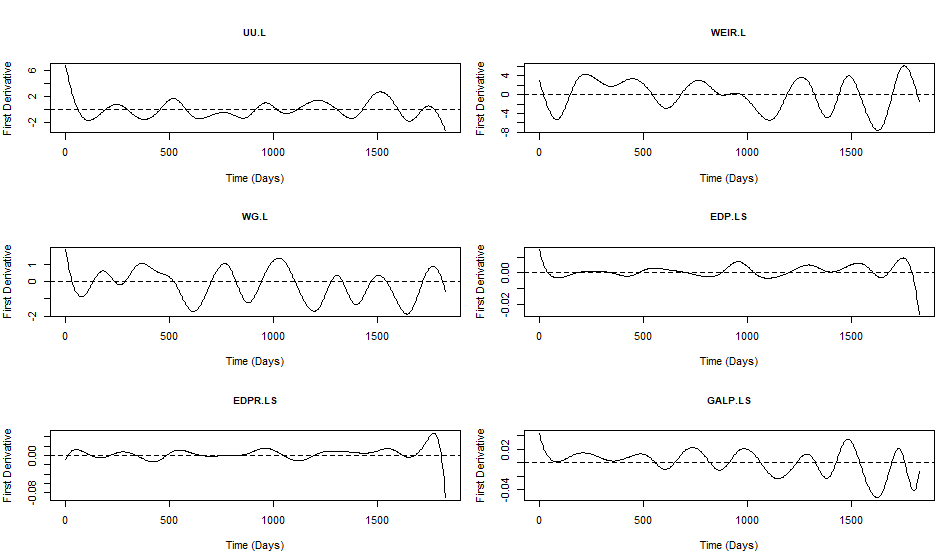 UU.L
First Derivative
6
2
-2
0
500
1000
1500
Time (Days)
WEIR.L
First Derivative
4
0
-4
-8
0
500
1000
1500
Time (Days)
WG.L
First Derivative
1
0
-2
0
500
1000
1500
Time (Days)
EDP.LS
First Derivative
0.00
-0.02
0
500
1000
1500
Time (Days)
EDPR.LS
First Derivative
0.00
-0.08
0
500
1000
1500
Time (Days)
GALP.LS
First Derivative
0.02
-0.04
0
500
1000
1500
Time (Days)